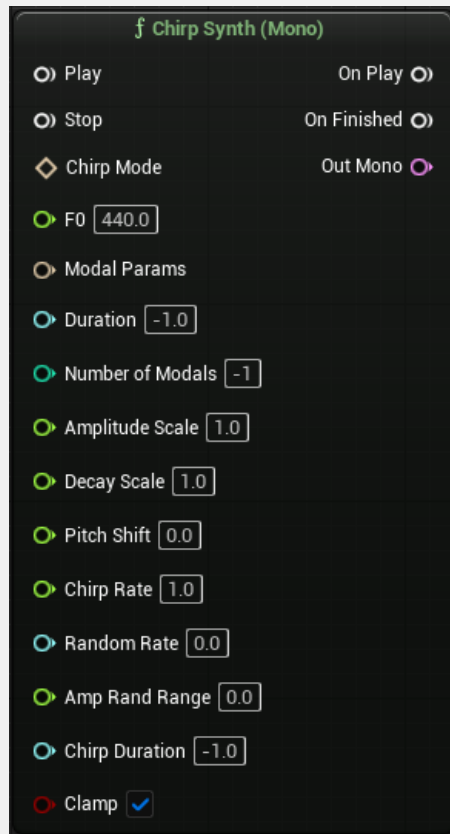 f Chirp Synth (Mono)
Play On Play
Stop On Finished
Chirp Mode Out Mono
F0 440.0
Modal Params
Duration -1.0
Number of Modals -1
Amplitude Scale 1.0
Decay Scale 1.0
Pitch Shift 0.0
Chirp Rate 1.0
Random Rate 0.0
Amp Rand Range 0.0
Chirp Duration -1.0
Clamp